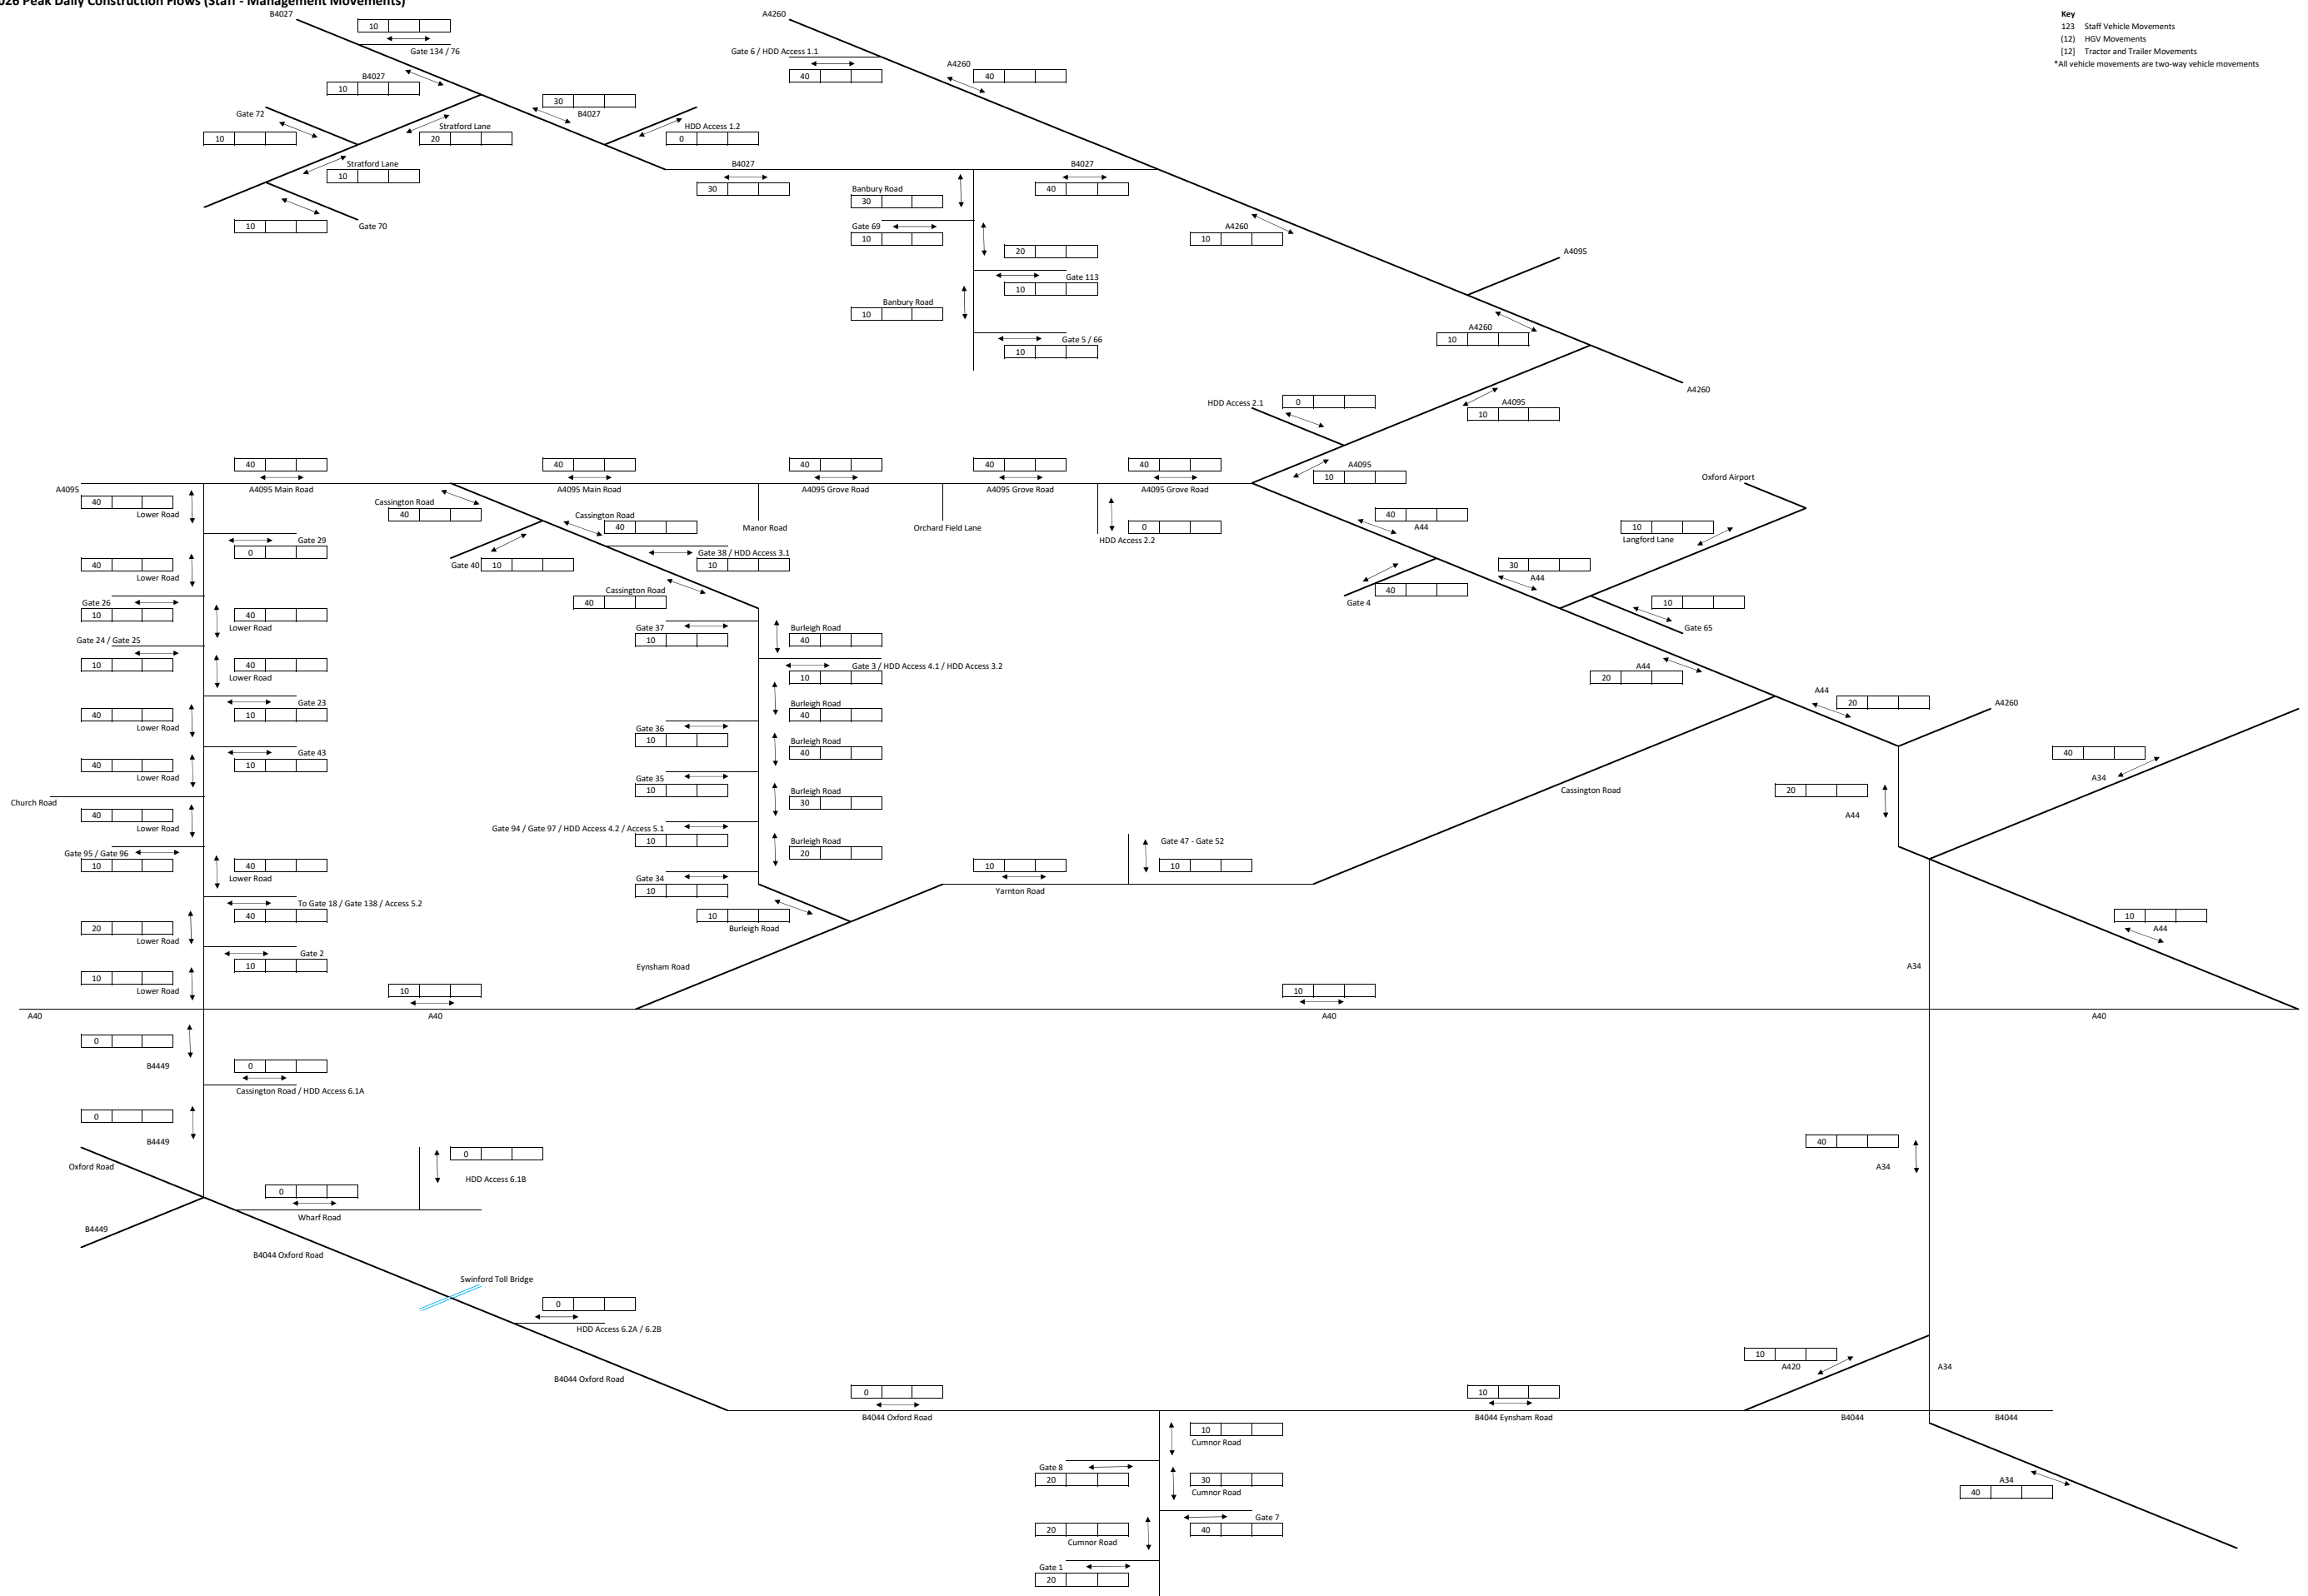 026 Peak Daily Construction Flows (Staff - Management Movements)
B4027
10
Gate 134 / 76
A4260
Key
123 Staff Vehicle Movements
(12) HGV Movements
[12] Tractor and Trailer Movements
*All vehicle movements are two-way vehicle movements
Gate 6 / HDD Access 1.1
40
A4260
40
B4027
10
30
B4027
Gate 72
10
Stratford Lane
20
HDD Access 1.2
0
Stratford Lane
10
B4027
30
B4027
40
Banbury Road
30
10
Gate 70
Gate 69
10
A4260
10
20
A4095
Gate 113
10
Banbury Road
10
A4260
10
Gate 5 / 66
10
A4260
HDD Access 2.1
0
A4095
10
40
40
40
40
40
A4095
A4095 Main Road
A4095 Main Road
A4095 Grove Road
A4095 Grove Road
A4095 Grove Road
A4095
10
Oxford Airport
40
Lower Road
Cassington Road
40
Cassington Road
40
Manor Road
Orchard Field Lane
0
HDD Access 2.2
40
A44
10
Langford Lane
Gate 29
0
40
Lower Road
Gate 40
10
Gate 38 / HDD Access 3.1
10
30
A44
Cassington Road
40
40
Gate 4
10
Gate 65
Gate 26
10
40
Lower Road
Gate 37
10
Burleigh Road
40
Gate 24 / Gate 25
10
40
Lower Road
Gate 3 / HDD Access 4.1 / HDD Access 3.2
10
A44
20
A44
20
A4260
Gate 23
10
40
Lower Road
Burleigh Road
40
Gate 36
10
Burleigh Road
40
Gate 43
10
40
Lower Road
Gate 35
10
Burleigh Road
30
40
A34
Cassington Road
20
A44
Church Road
40
Lower Road
Gate 94 / Gate 97 / HDD Access 4.2 / Access 5.1
10
Burleigh Road
20
Gate 47 - Gate 52
10
Gate 95 / Gate 96
10
40
Lower Road
Gate 34
10
10
Yarnton Road
To Gate 18 / Gate 138 / Access 5.2
40
10
Burleigh Road
10
A44
20
Lower Road
Gate 2
10
Eynsham Road
A34
10
Lower Road
10
10
A40
A40
A40
A40
0
B4449
0
Cassington Road / HDD Access 6.1A
0
B4449
Oxford Road
0
HDD Access 6.1B
40
A34
0
Wharf Road
B4449
B4044 Oxford Road
Swinford Toll Bridge
0
HDD Access 6.2A / 6.2B
B4044 Oxford Road
10
A420
A34
0
B4044 Oxford Road
10
B4044 Eynsham Road
B4044
B4044
10
Cumnor Road
Gate 8
20
30
Cumnor Road
A34
40
Gate 7
40
20
Cumnor Road
Gate 1
20